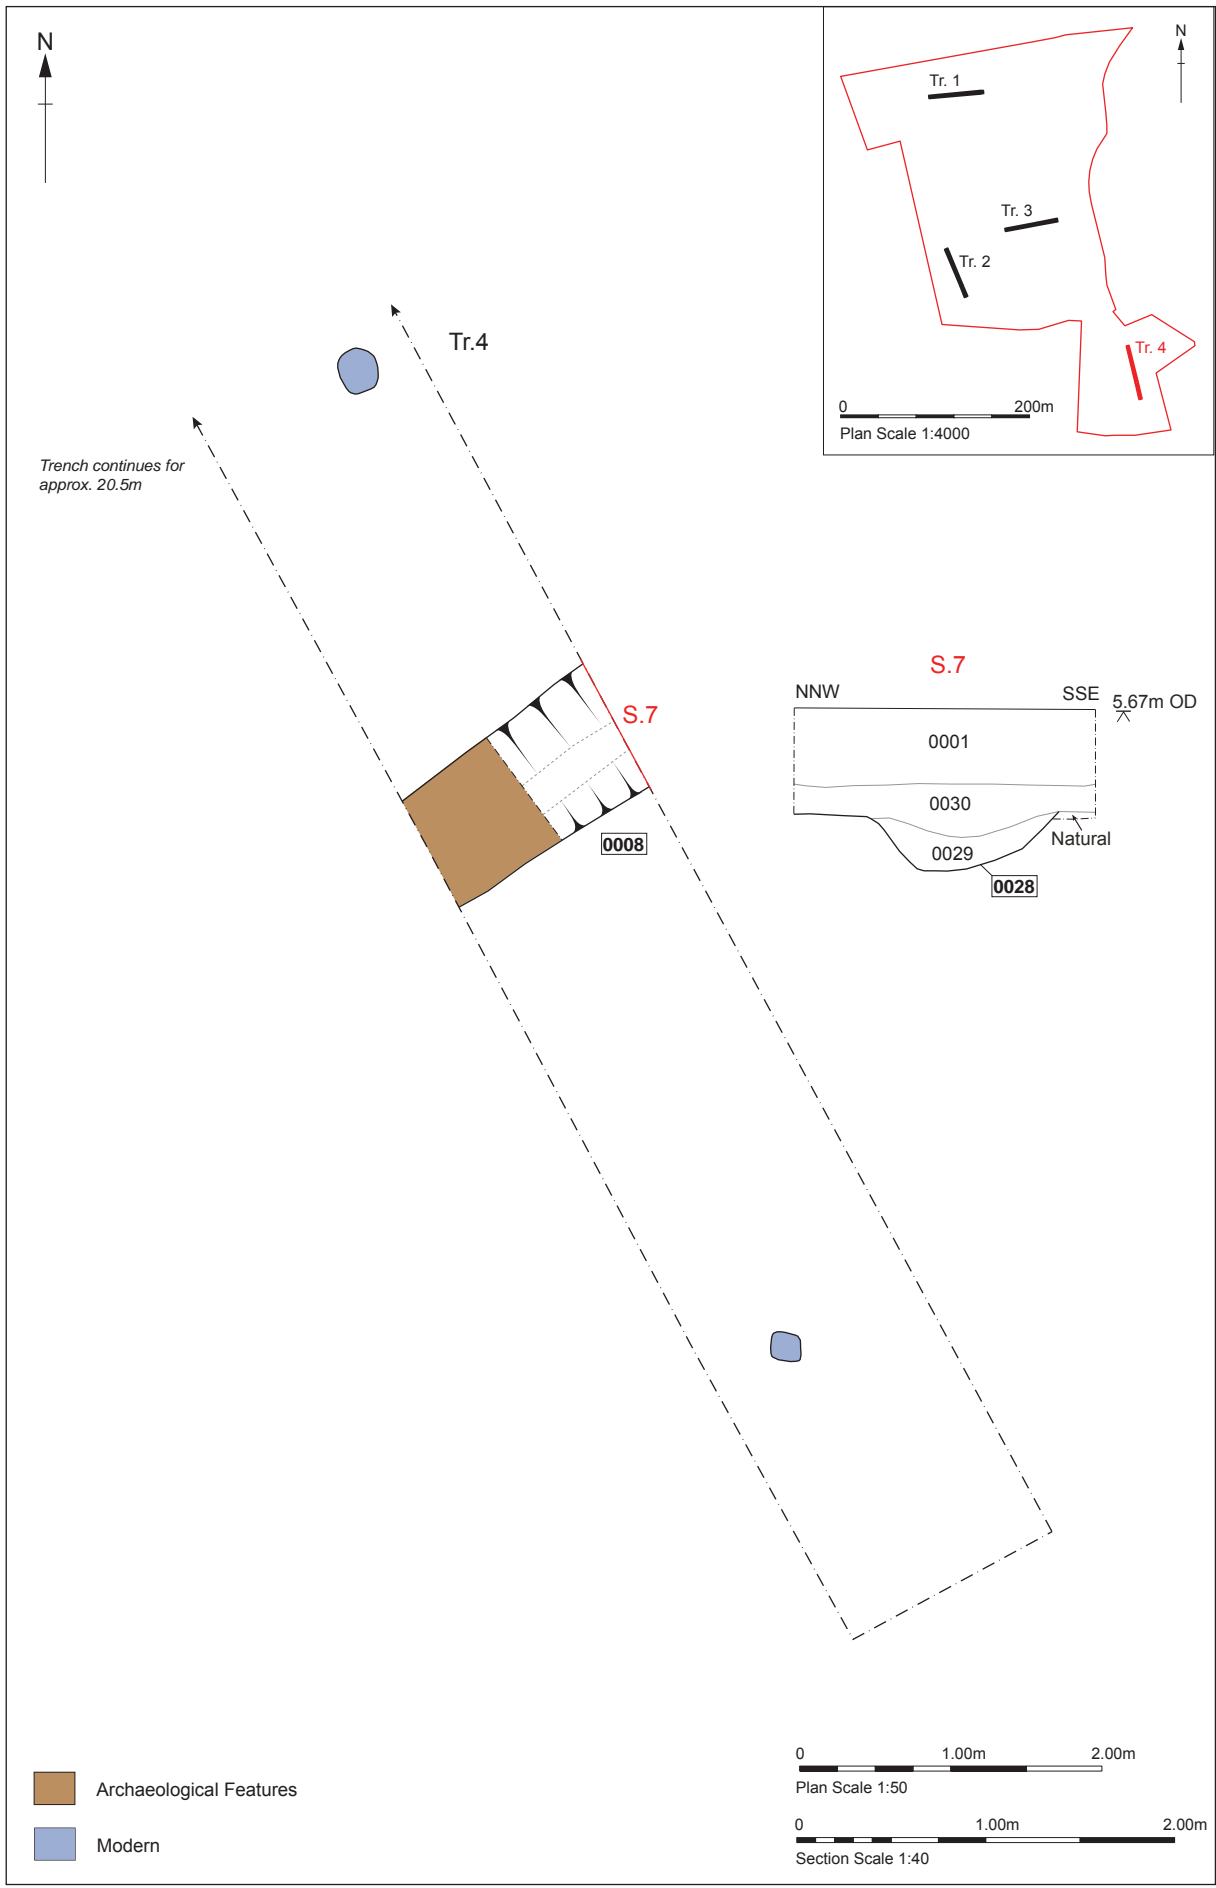 N
N
Tr. 1
Tr. 3
Tr. 2
Tr. 4
0 200m
Plan Scale 1:4000
Tr.4
Trench continues for
approx. 20.5m
S.7
0008
S.7
NNW SSE 5.67m OD
0001
0030
Natural
0029
0028
Archaeological Features
Modern
0 1.00m 2.00m
Plan Scale 1:50
0 1.00m 2.00m
Section Scale 1:40